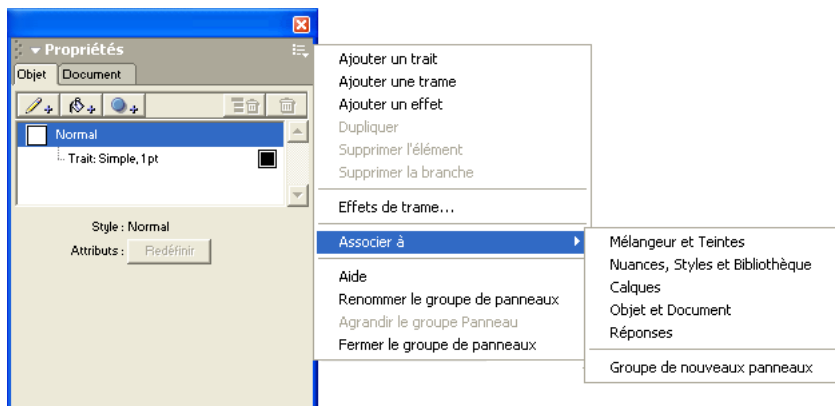 Propriétés
Objet Document
Normal
Trait: Simple, 1pt
Style : Normal
Attributs : Redéfinir
Ajouter un trait
Ajouter une trame
Ajouter un effet
Dupliquer
Supprimer l'élément
Supprimer la branche
Effets de trame...
Associer à
Aide
Renommer le groupe de panneaux
Agrandir le groupe Panneau
Fermer le groupe de panneaux
Mélangeur et Teintes
Nuances, Styles et Bibliothèque
Calques
Objet et Document
Réponses
Groupe de nouveaux panneaux